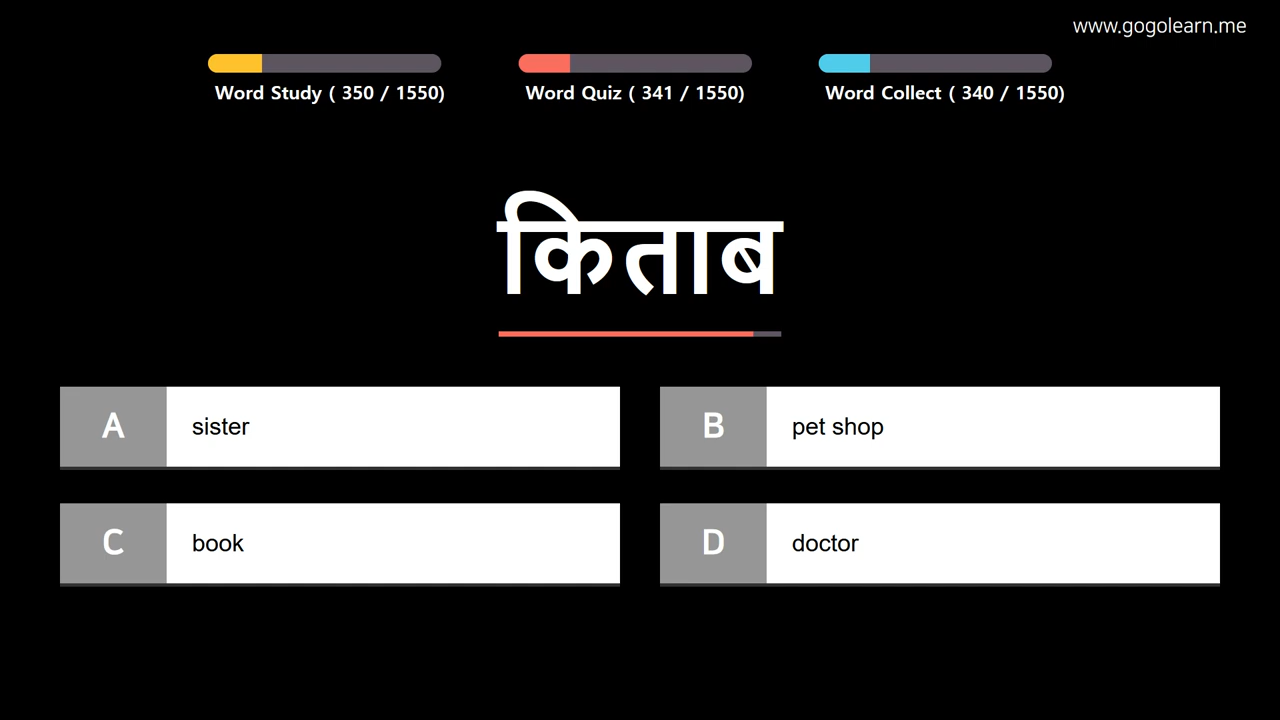 www.gogolearn.me
Word Study ( 350 / 1550)
Word Quiz ( 341 / 1550)
Word Collect ( 340 / 1550)
किताब
A sister
B pet shop
C book
D doctor